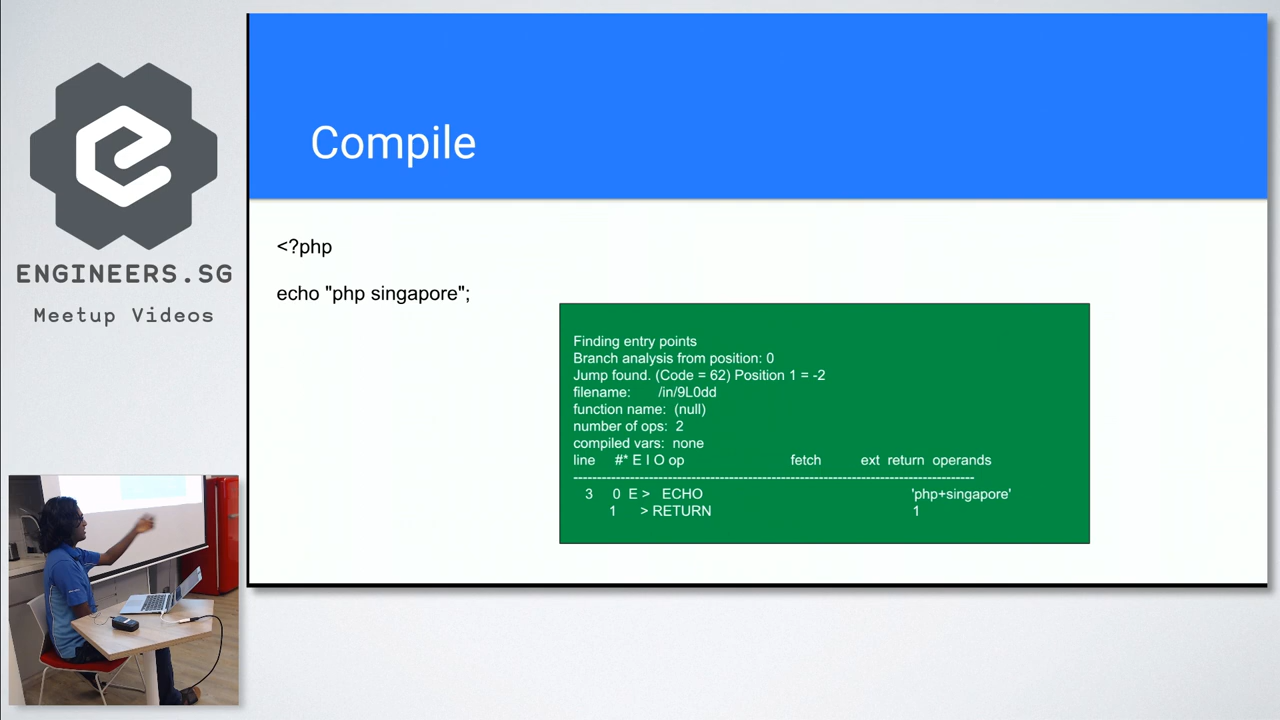 ENGINEERS.SG
Meetup Videos
Compile
<?php
echo "php singapore";
Finding entry points
Branch analysis from position: 0
Jump found. (Code = 62) Position 1 = -2
filename: /in/9L0dd
function name: (null)
number of ops: 2
compiled vars: none
line #* E I O op fetch ext return operands
---------------------------------------------------------------------------------------
3 0 E > ECHO 'php+singapore'
1 > RETURN 1